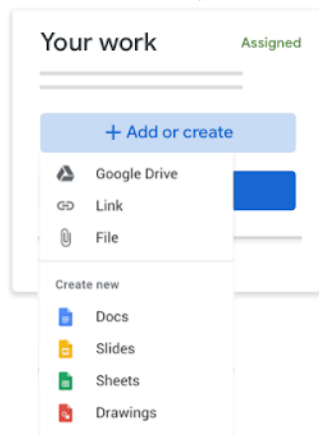 Your work
Assigned
+ Add or create
Google Drive
Link
File
Create new
Docs
Slides
Sheets
Drawings